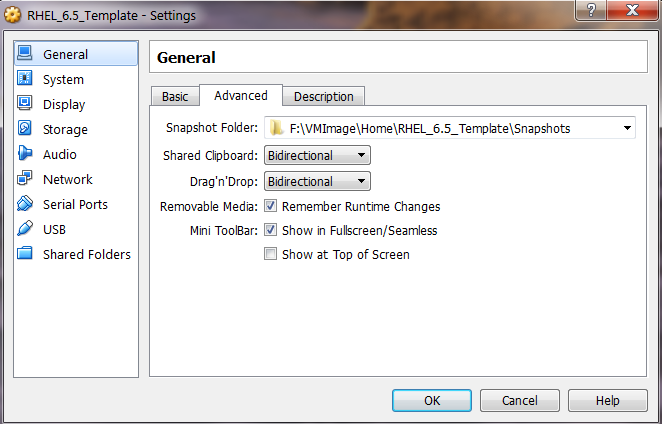 RHEL_6.5_Template - Settings
General
System
Display
Storage
Audio
Network
Serial Ports
USB
Shared Folders
General
Basic Advanced Description
Snapshot Folder: F:\VMImage\Home\RHEL_6.5_Template\Snapshots
Shared Clipboard: Bidirectional
Drag'n'Drop: Bidirectional
Removable Media: Remember Runtime Changes
Mini ToolBar: Show in Fullscreen/Seamless
Show at Top of Screen
OK Cancel Help